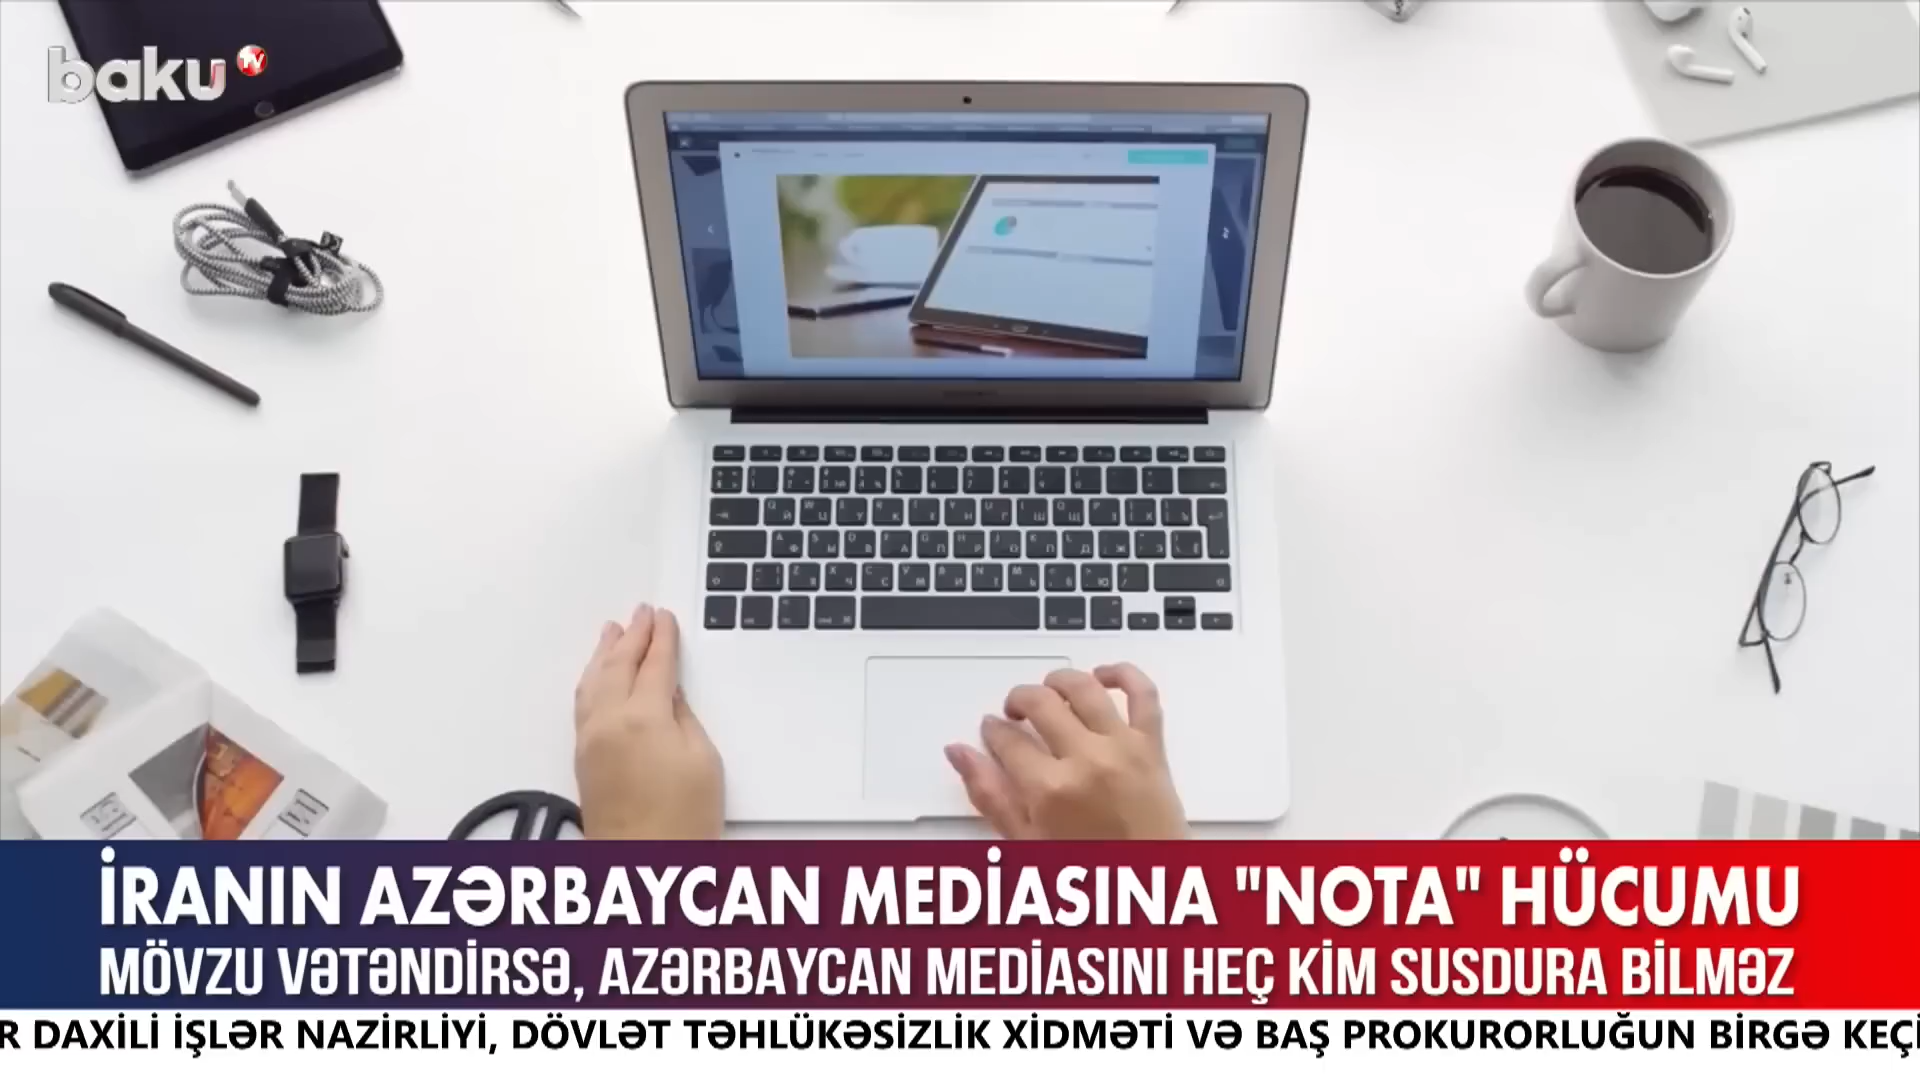 baku TV
İRANIN AZƏRBAYCAN MEDİASINA "NOTA" HÜCUMU
MÖVZU VƏTƏNDİRSƏ, AZƏRBAYCAN MEDİASINI HEÇ KİM SUSDURA BİLMƏZ
R DAXİLİ İŞLƏR NAZİRLİYİ, DÖVLƏT TƏHLÜKƏSİZLİK XİDMƏTİ VƏ BAŞ PROKURORLUĞUN BİRGƏ KEÇİ